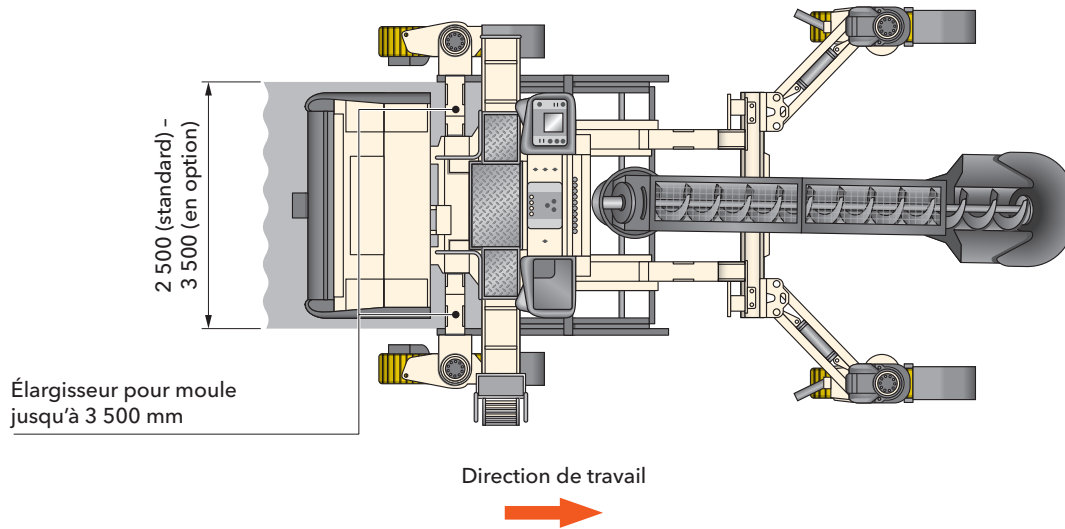 2 500 (standard) –
3 500 (en option)
Élargisseur pour moule
jusqu’à 3 500 mm
Direction de travail